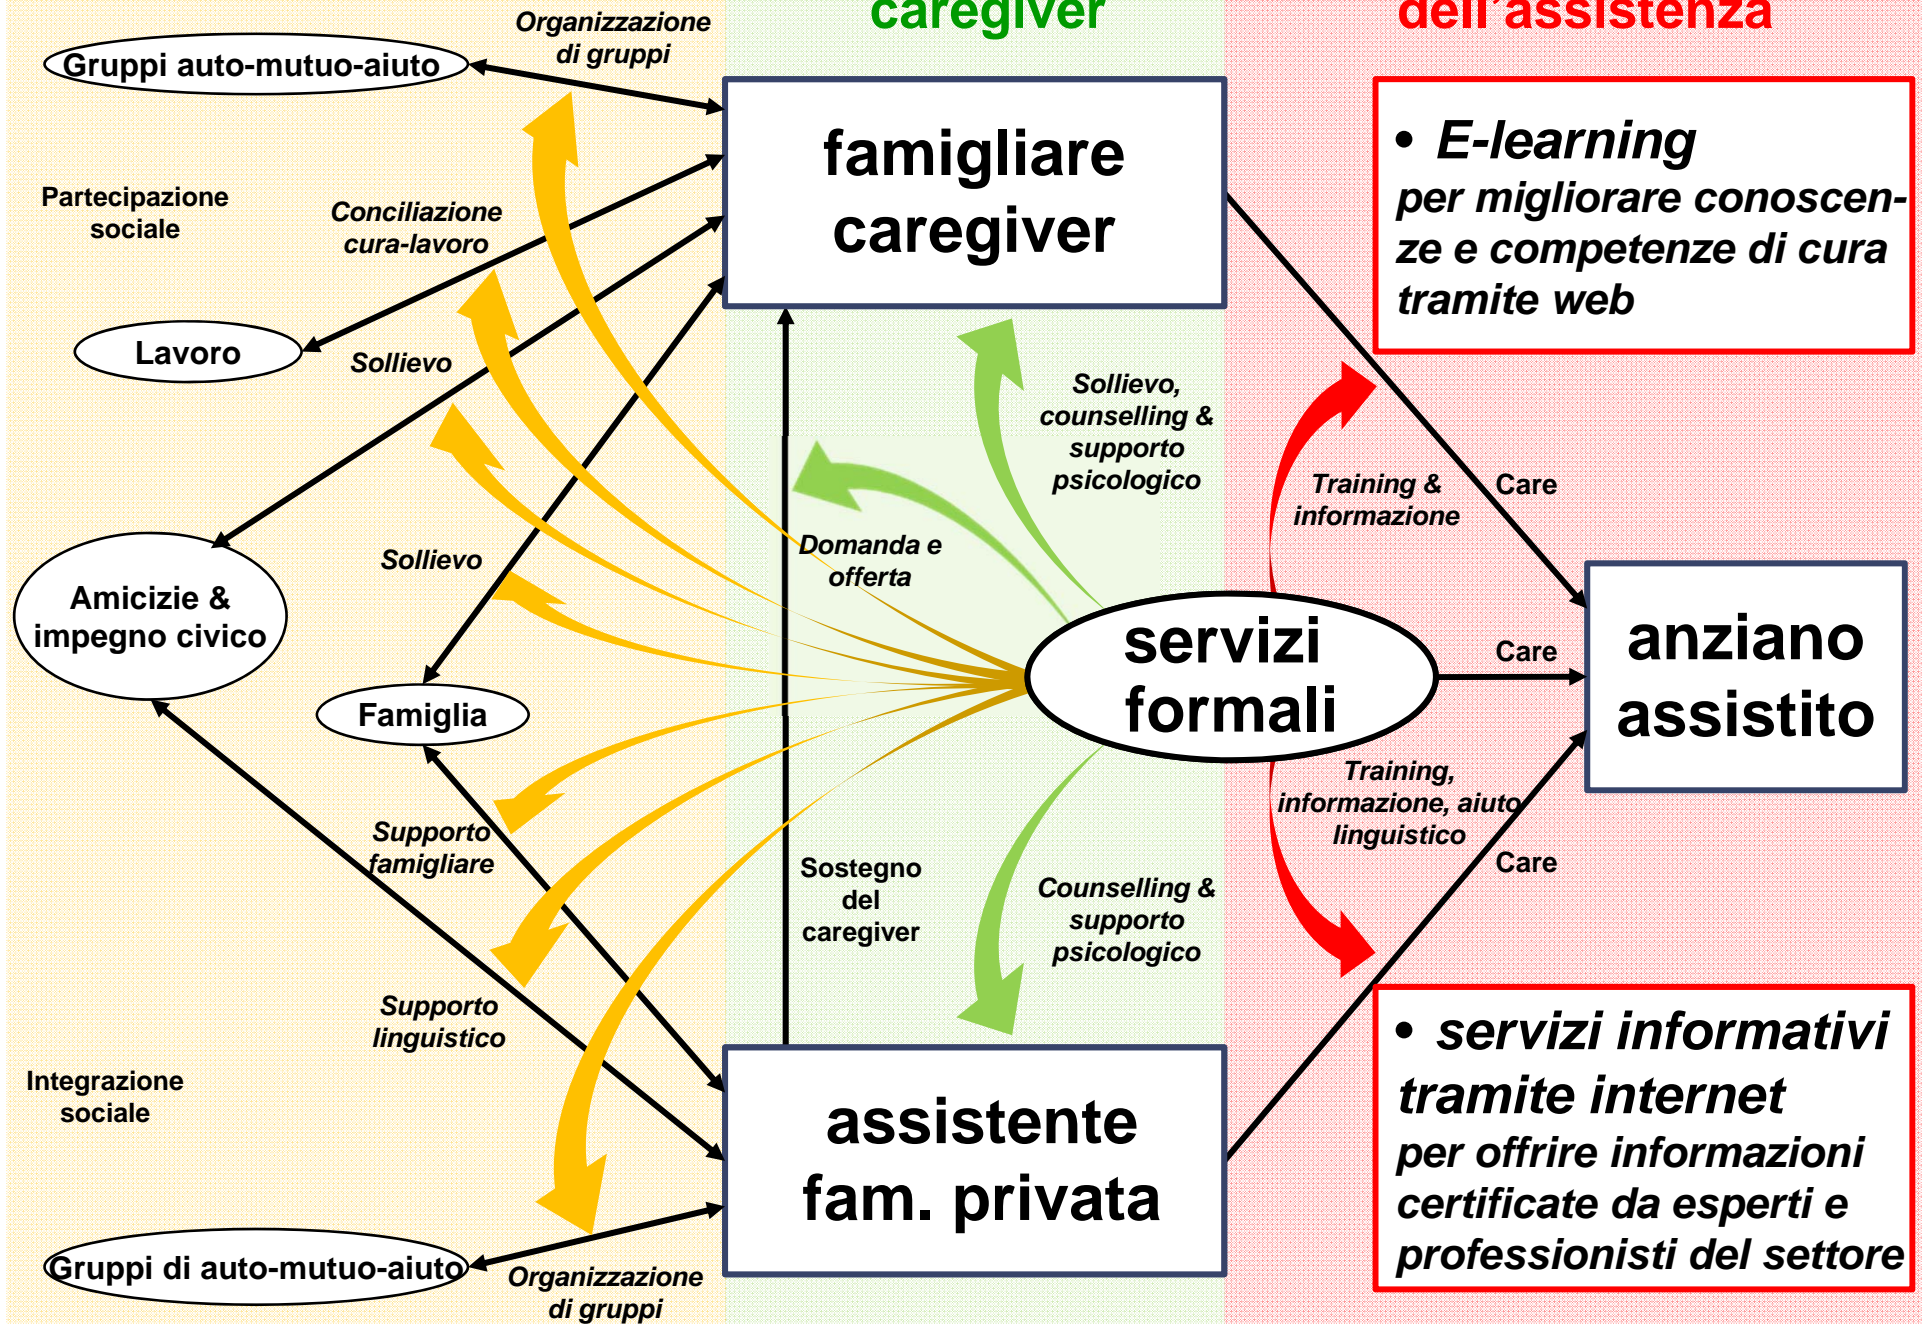 caregiver
dell'assistenza
Organizzazione
di gruppi
Gruppi auto-mutuo-aiuto
famigliare
caregiver
• E-learning
per migliorare conoscen-
ze e competenze di cura
tramite web
Partecipazione
sociale
Conciliazione
cura-lavoro
Lavoro
Sollievo
Sollievo,
counselling &
supporto
psicologico
Training &
informazione
Care
Sollievo
Domanda e
offerta
Amicizie &
impegno civico
servizi
formali
Care
anziano
assistito
Famiglia
Training,
informazione, aiuto
linguistico
Care
Supporto
famigliare
Sostegno
del
caregiver
Counselling &
supporto
psicologico
Supporto
linguistico
• servizi informativi
tramite internet
per offrire informazioni
certificate da esperti e
professionisti del settore
Integrazione
sociale
assistente
fam. privata
Gruppi di auto-mutuo-aiuto
Organizzazione
di gruppi